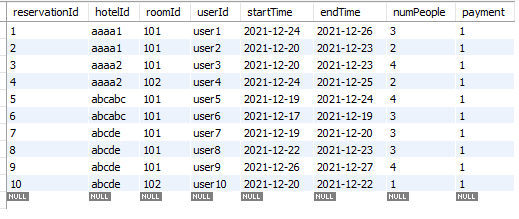 reservationId hotelId roomId userId startTime endTime numPeople payment
1 aaaa1 101 user1 2021-12-24 2021-12-26 3 1
2 aaaa1 101 user2 2021-12-20 2021-12-23 2 1
3 aaaa2 101 user3 2021-12-20 2021-12-23 4 1
4 aaaa2 102 user4 2021-12-24 2021-12-25 2 1
5 abcabc 101 user5 2021-12-19 2021-12-24 4 1
6 abcabc 101 user6 2021-12-17 2021-12-19 3 1
7 abcde 101 user7 2021-12-19 2021-12-20 3 1
8 abcde 101 user8 2021-12-22 2021-12-23 3 1
9 abcde 101 user9 2021-12-26 2021-12-27 4 1
10 abcde 102 user10 2021-12-20 2021-12-22 1 1
NULL NULL NULL NULL NULL NULL NULL NULL